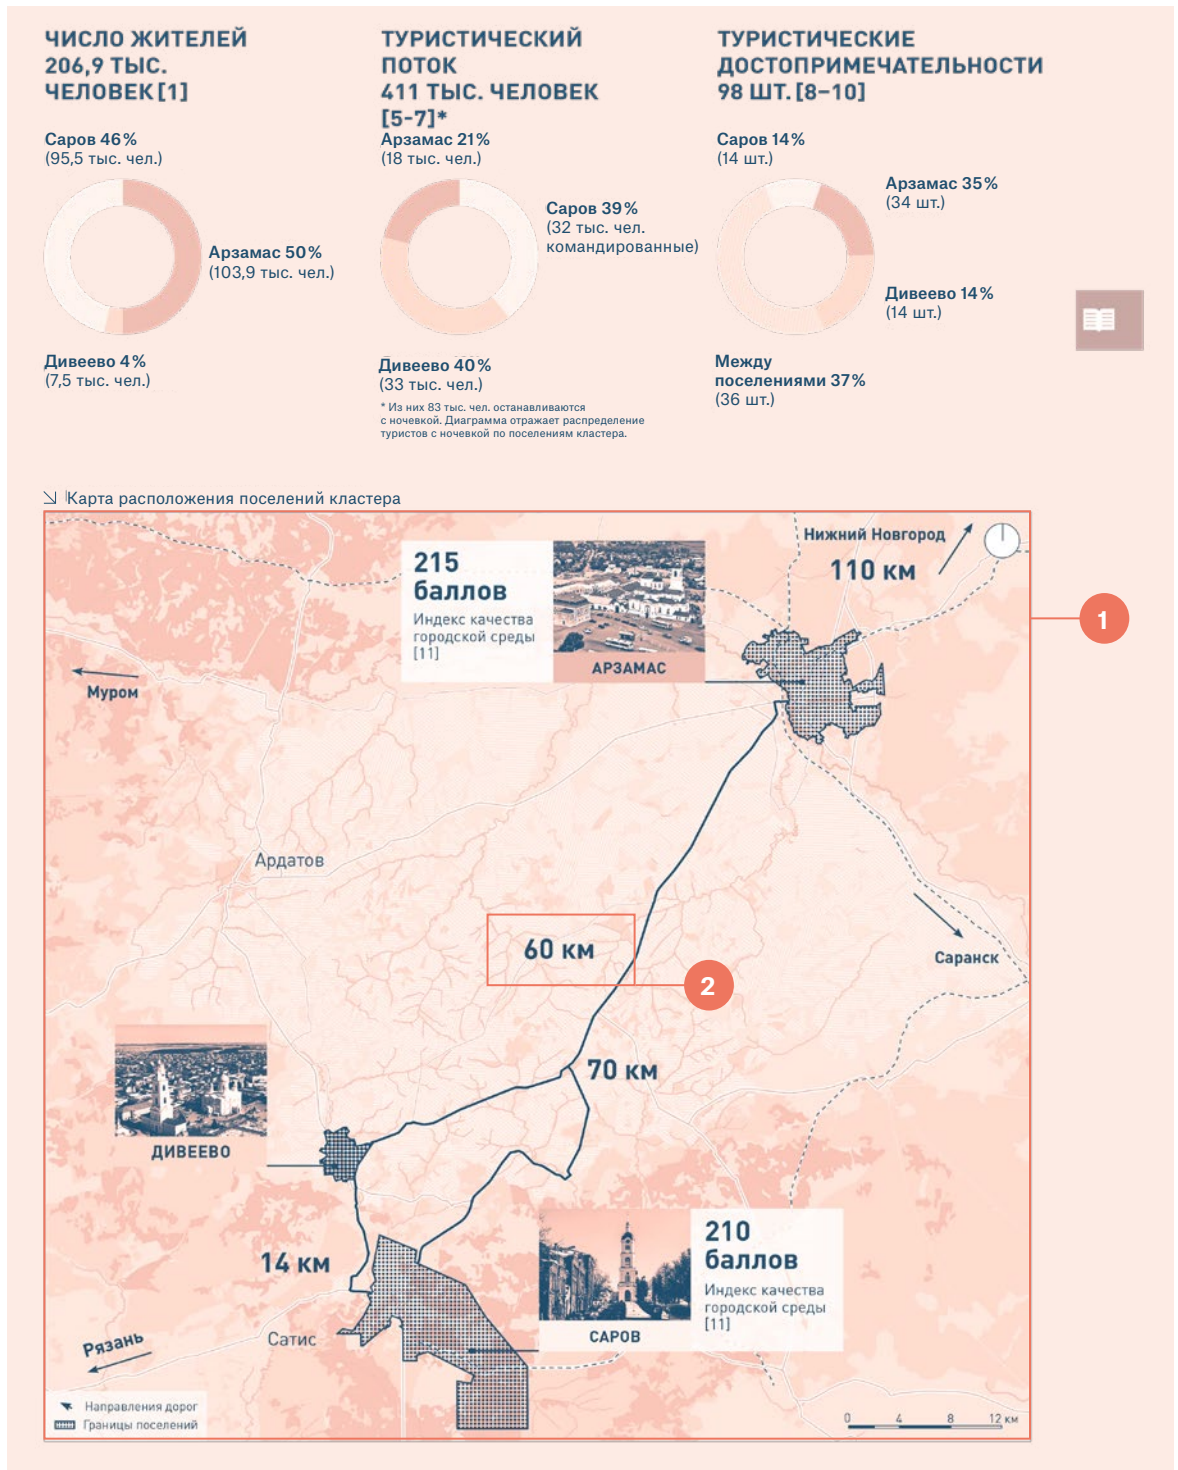 ЧИСЛО ЖИТЕЛЕЙ
206,9 ТЫС.
ЧЕЛОВЕК [1]
Саров 46%
(95,5 тыс. чел.)
Арзамас 50%
(103,9 тыс. чел.)
Дивеево 4%
(7,5 тыс. чел.)
ТУРИСТИЧЕСКИЙ
ПОТОК
411 ТЫС. ЧЕЛОВЕК
[5-7]*
Арзамас 21%
(18 тыс. чел.)
Саров 39%
(32 тыс. чел.
командированные)
Дивеево 40%
(33 тыс. чел.)
* Из них 83 тыс. чел. останавливаются
с ночевкой. Диаграмма отражает распределение
туристов с ночевкой по поселениям кластера.
ТУРИСТИЧЕСКИЕ
ДОСТОПРИМЕЧАТЕЛЬНОСТИ
98 ШТ. [8–10]
Саров 14%
(14 шт.)
Арзамас 35%
(34 шт.)
Дивеево 14%
(14 шт.)
Между
поселениями 37%
(36 шт.)
Карта расположения поселений кластера
215
баллов
Индекс качества
городской среды
[11]
АРЗАМАС
Нижний Новгород
110 км
1
Муром
Ардатов
60 км
2
Саранск
70 км
ДИВЕЕВО
14 км
210
баллов
Индекс качества
городской среды
[11]
САРОВ
Сатис
Рязань
Направления дорог
Границы поселений
0 4 8 12 км